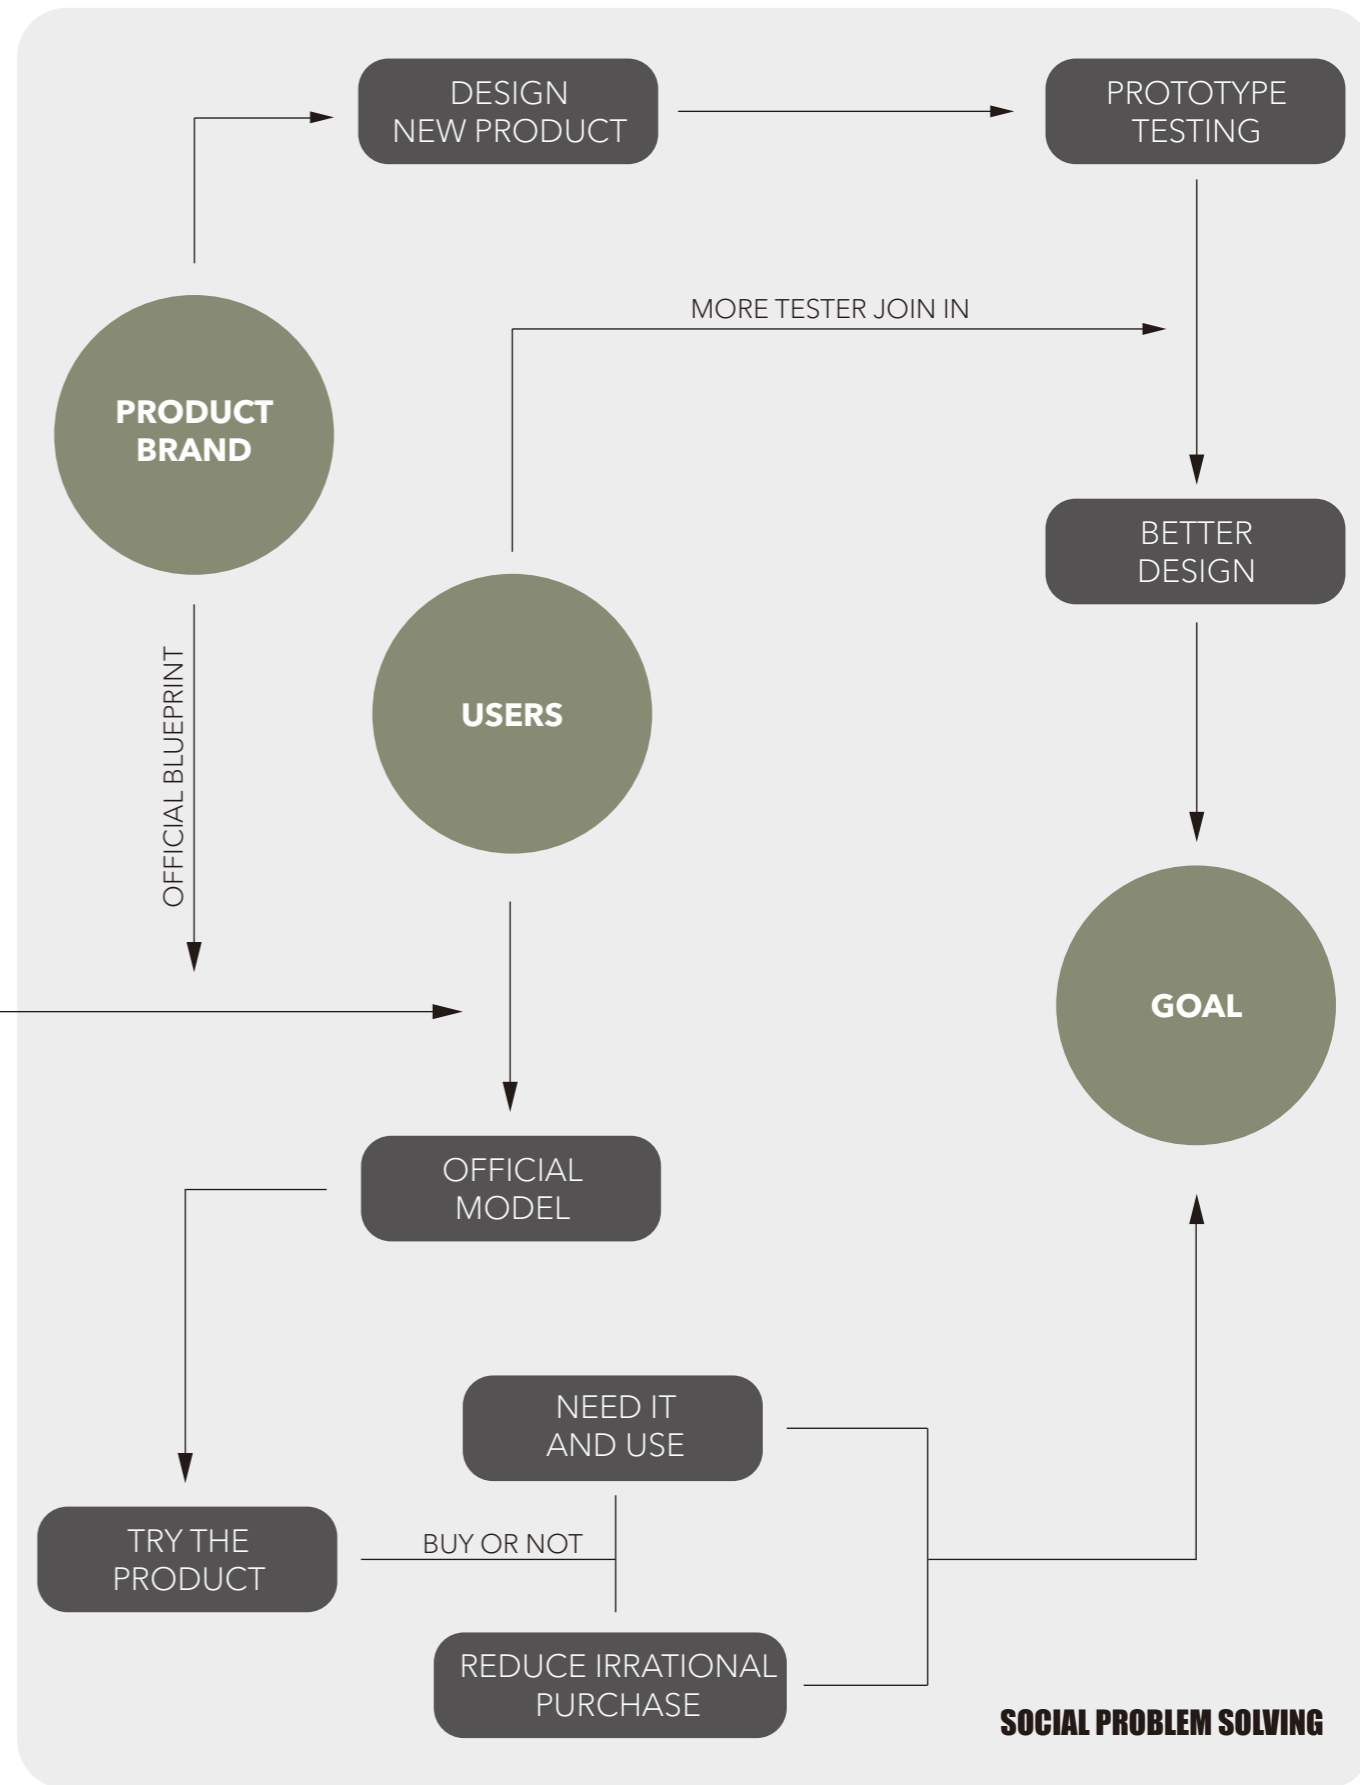 DESIGN
NEW PRODUCT
PROTOTYPE
TESTING
MORE TESTER JOIN IN
PRODUCT
BRAND
BETTER
DESIGN
OFFICIAL BLUEPRINT
USERS
GOAL
OFFICIAL
MODEL
NEED IT
AND USE
TRY THE
PRODUCT
BUY OR NOT
REDUCE IRRATIONAL
PURCHASE
SOCIAL PROBLEM SOLVING